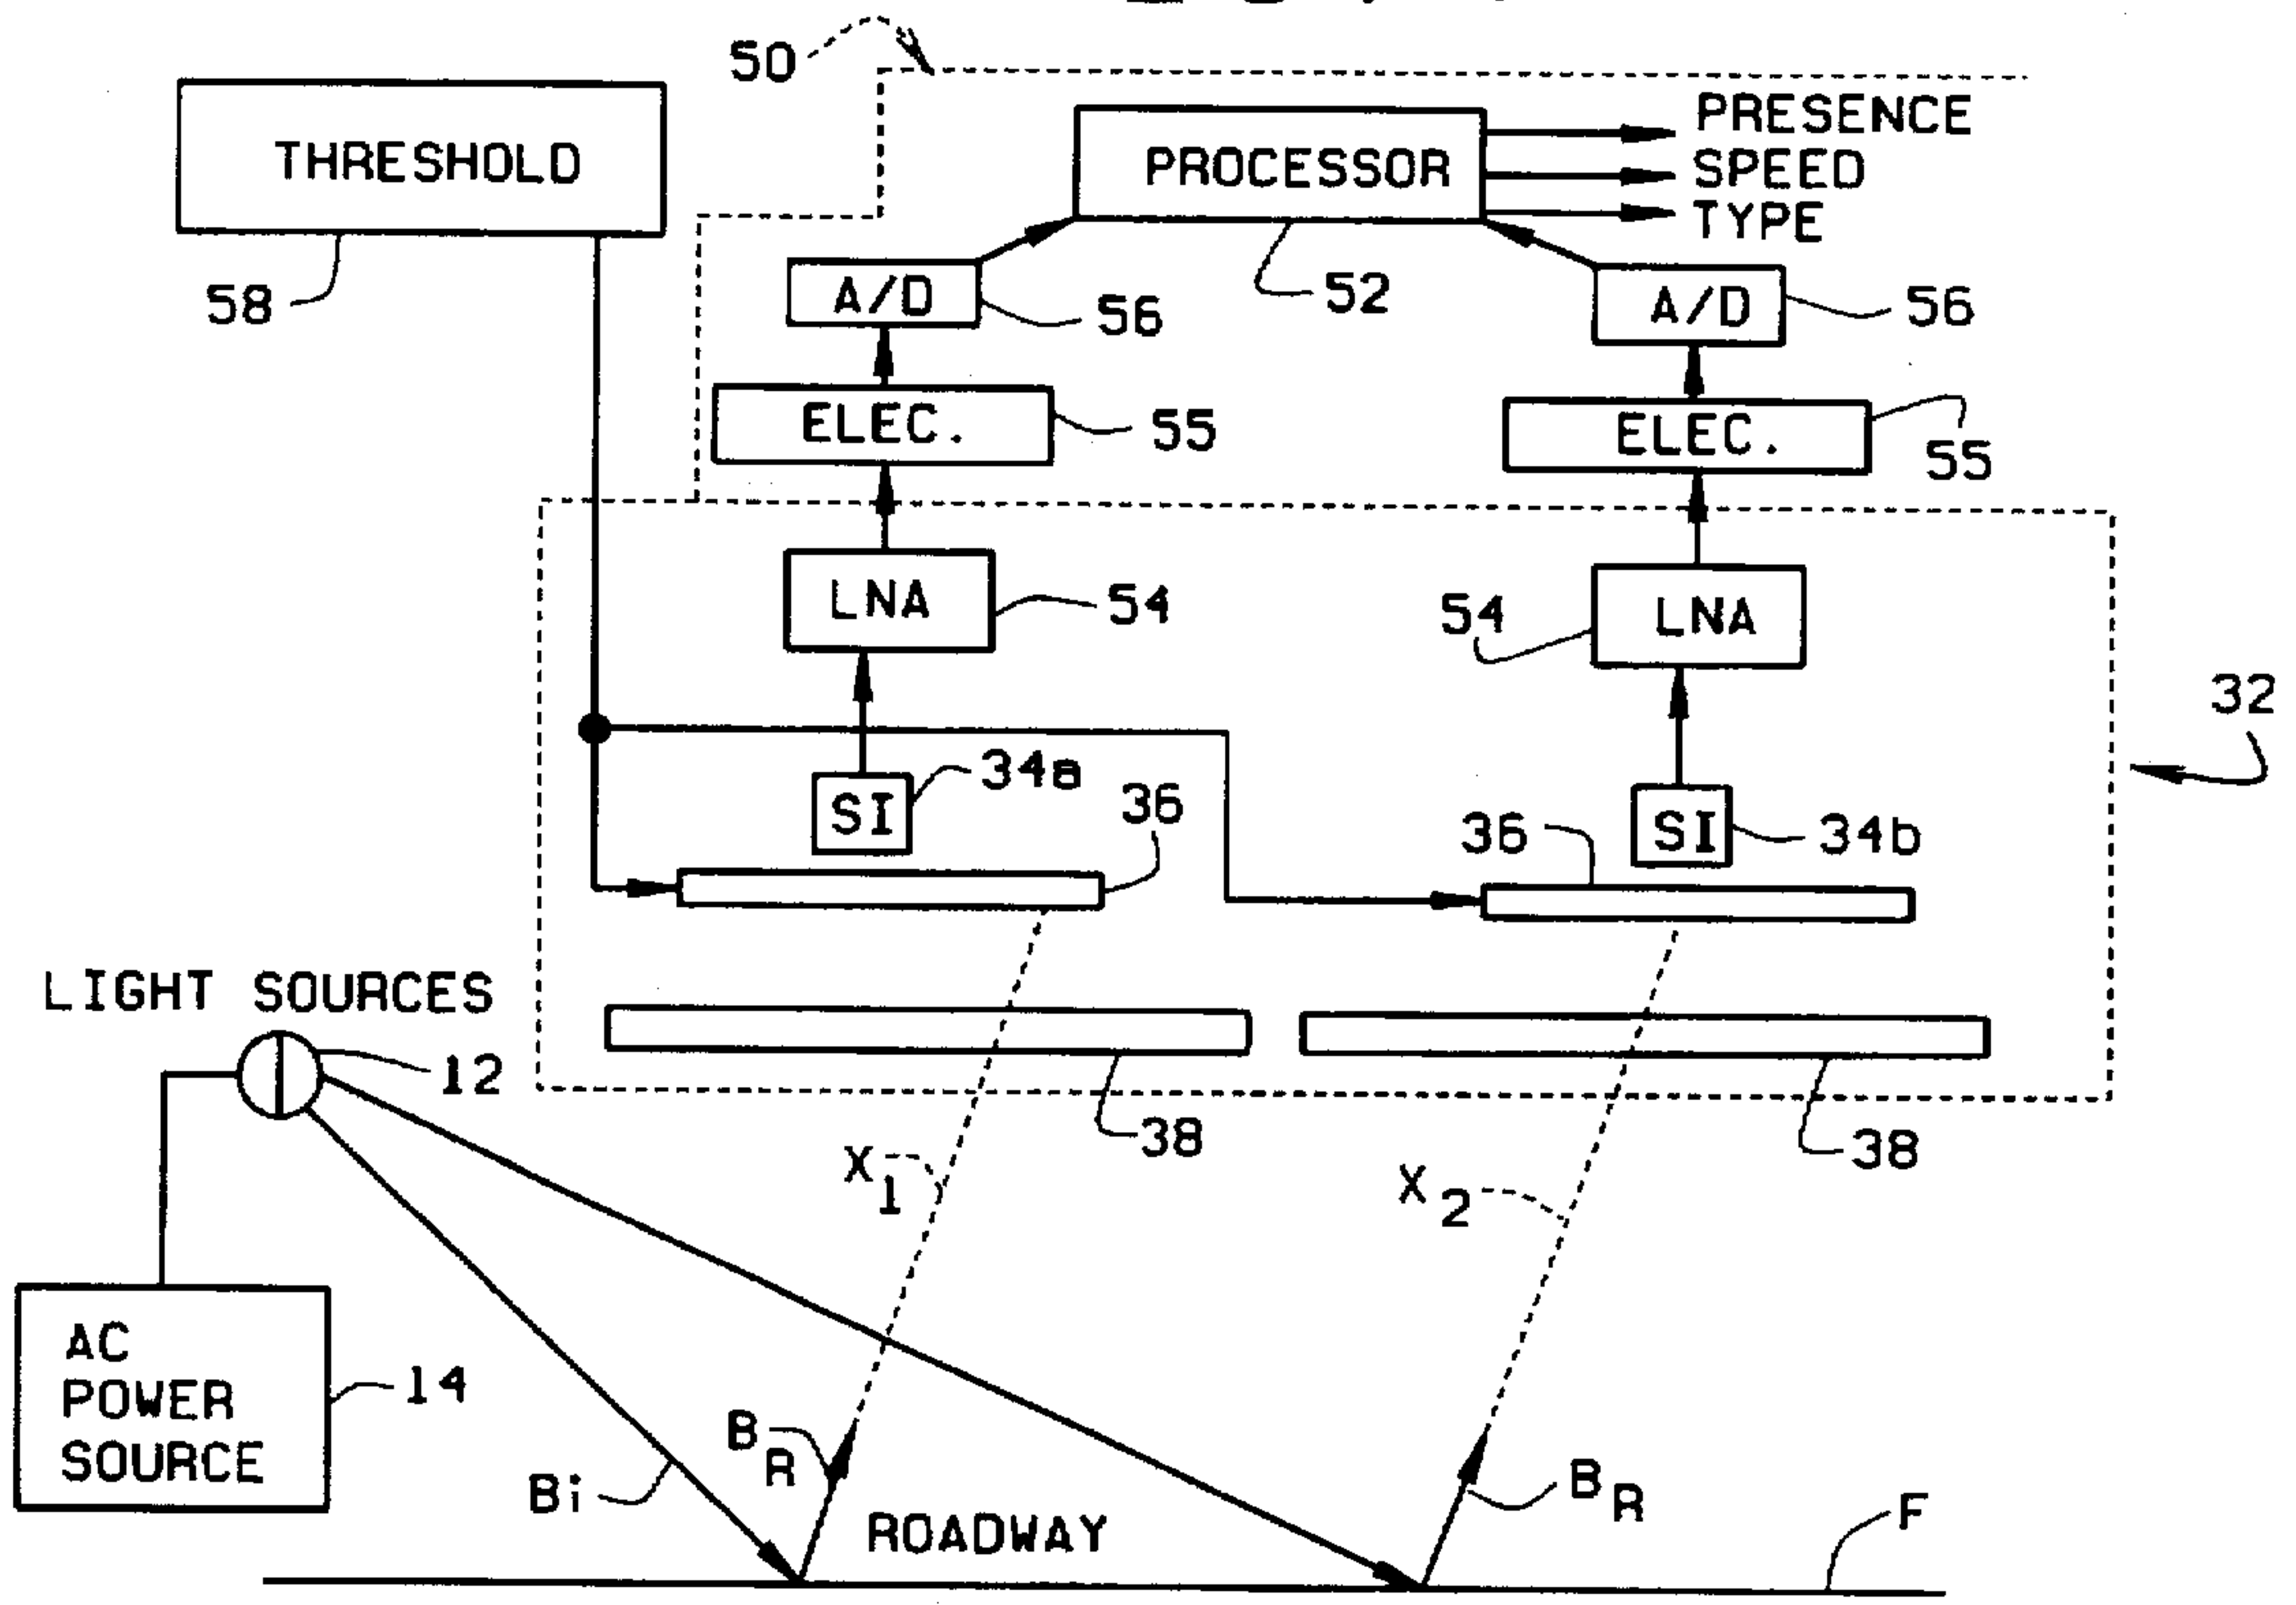 50
THRESHOLD
58
PROCESSOR
PRESENCE
SPEED
TYPE
52
A/D
56
A/D
56
ELEC.
55
ELEC.
55
LNA
54
54
LNA
32
SI
34a
36
36
SI
34b
LIGHT SOURCES
12
38
38
X1
X2
AC
POWER
SOURCE
14
BR
Bi
ROADWAY
BR
F